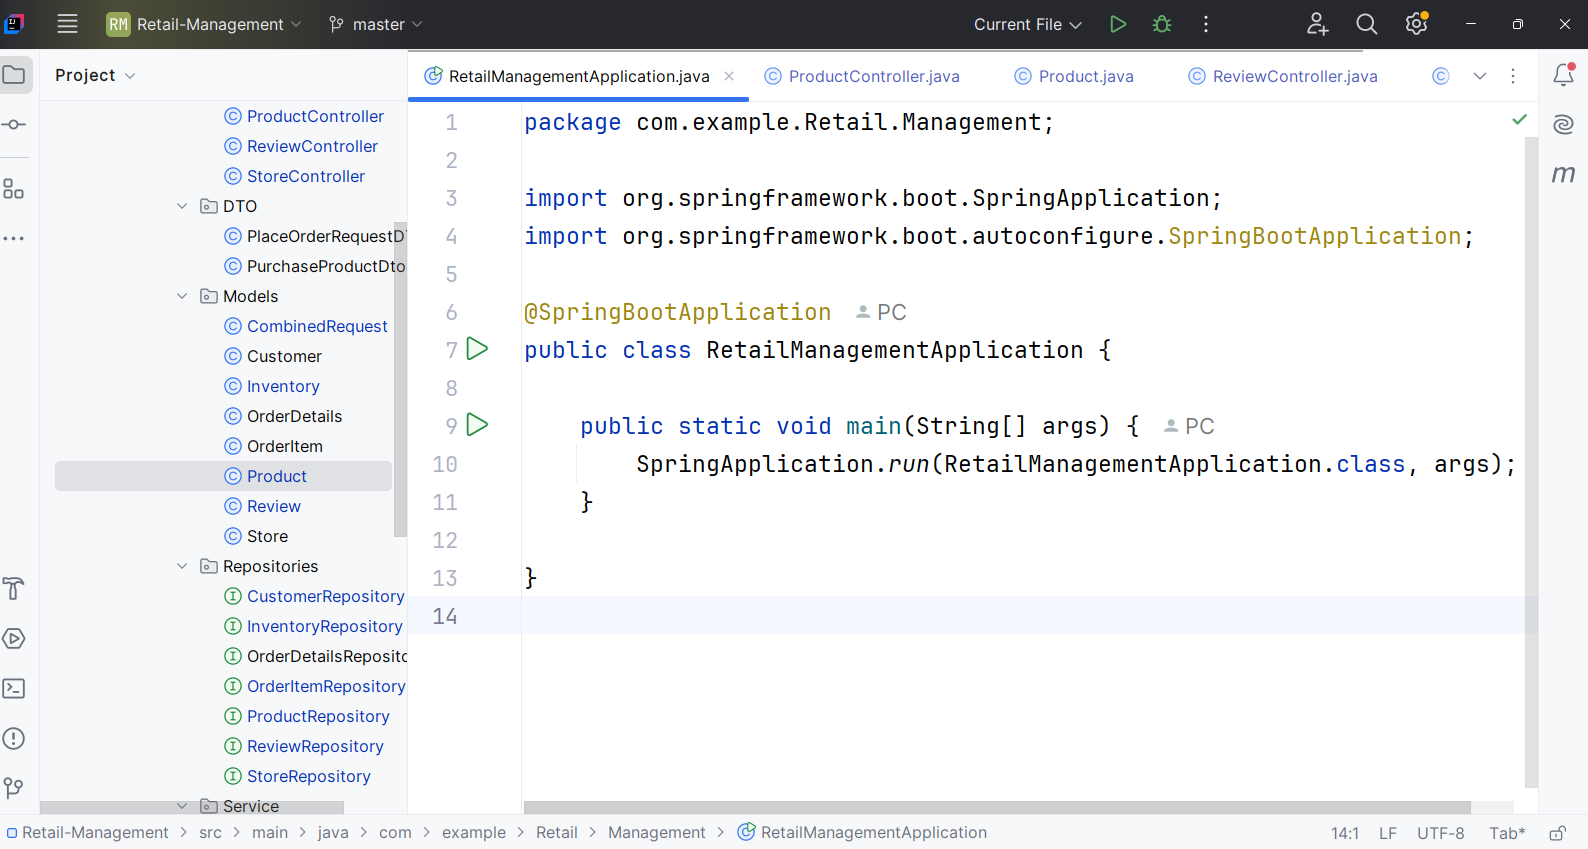 RM Retail-Management master Current File
Project
ProductController
ReviewController
StoreController
DTO
PlaceOrderRequestD
PurchaseProductDto
Models
CombinedRequest
Customer
Inventory
OrderDetails
OrderItem
Product
Review
Store
Repositories
CustomerRepository
InventoryRepository
OrderDetailsReposito
OrderItemRepository
ProductRepository
ReviewRepository
StoreRepository
Service
RetailManagementApplication.java ProductController.java Product.java ReviewController.java
1 package com.example.Retail.Management;
2
3 import org.springframework.boot.SpringApplication;
4 import org.springframework.boot.autoconfigure.SpringBootApplication;
5
6 @SpringBootApplication PC
7 public class RetailManagementApplication {
8
9 public static void main(String[] args) { PC
10 SpringApplication.run(RetailManagementApplication.class, args);
11 }
12
13 }
14
m
Retail-Management > src > main > java > com > example > Retail > Management > RetailManagementApplication 14:1 LF UTF-8 Tab*